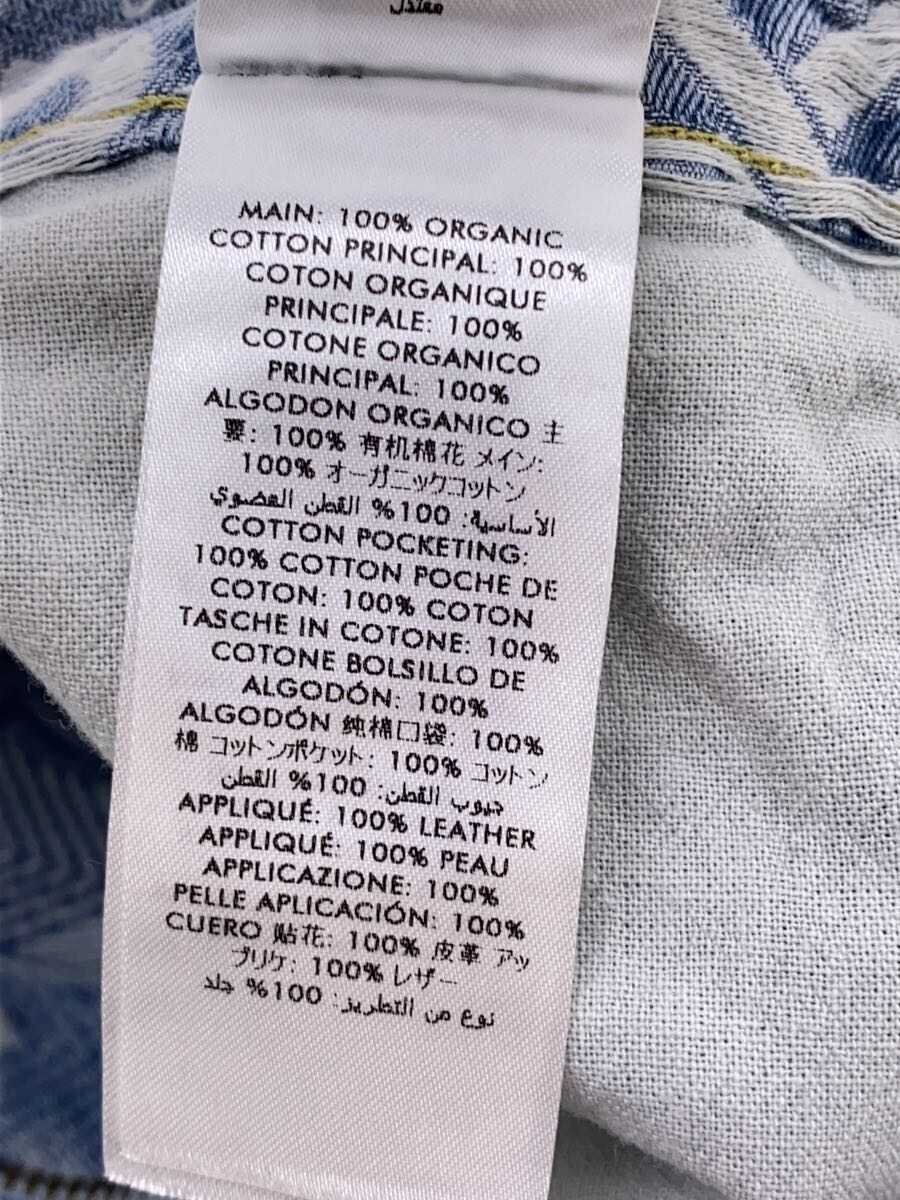 معتدل
MAIN: 100% ORGANIC
COTTON PRINCIPAL: 100%
COTON ORGANIQUE
PRINCIPALE: 100%
COTONE ORGANICO
PRINCIPAL: 100%
ALGODON ORGANICO 主
要: 100% 有机棉花 メイン:
100% オーガニックコットン
الأساسية: 100% القطن العضوي
COTTON POCKETING:
100% COTTON POCHE DE
COTON: 100% COTON
TASCHE IN COTONE: 100%
COTONE BOLSILLO DE
ALGODÓN: 100%
ALGODÓN 纯棉口袋: 100%
棉 コットンポケット: 100% コットン
جيوب القطن: 100% القطن
APPLIQUÉ: 100% LEATHER
APPLIQUÉ: 100% PEAU
APPLICAZIONE: 100%
PELLE APLICACIÓN: 100%
CUERO 贴花: 100% 皮革 アッ
プリケ: 100% レザー
نوع من التطريز: 100% جلد